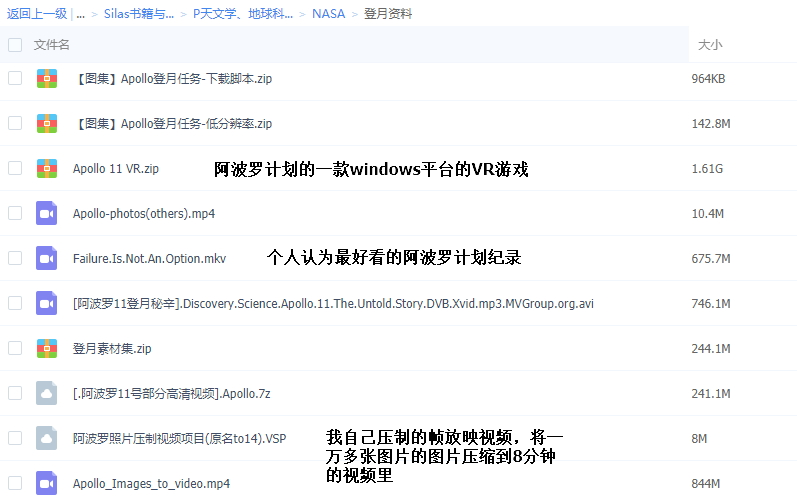 返回上一级 | ... > Silas书籍与... > P天文学、地球科... > NASA > 登月资料
文件名 大小
【图集】Apollo登月任务-下载脚本.zip 964KB
【图集】Apollo登月任务-低分辨率.zip 142.8M
Apollo 11 VR.zip 阿波罗计划的一款windows平台的VR游戏 1.61G
Apollo-photos(others).mp4 10.4M
Failure.Is.Not.An.Option.mkv 个人认为最好看的阿波罗计划纪录 675.7M
[阿波罗11登月秘辛].Discovery.Science.Apollo.11.The.Untold.Story.DVB.Xvid.mp3.MVGroup.org.avi 746.1M
登月素材集.zip 244.1M
[.阿波罗11号部分高清视频].Apollo.7z 241.1M
阿波罗照片压制视频项目(原名to14).VSP 8M
我自己压制的帧放映视频，将一
万多张图片的图片压缩到8分钟
的视频里
Apollo_Images_to_video.mp4 844M